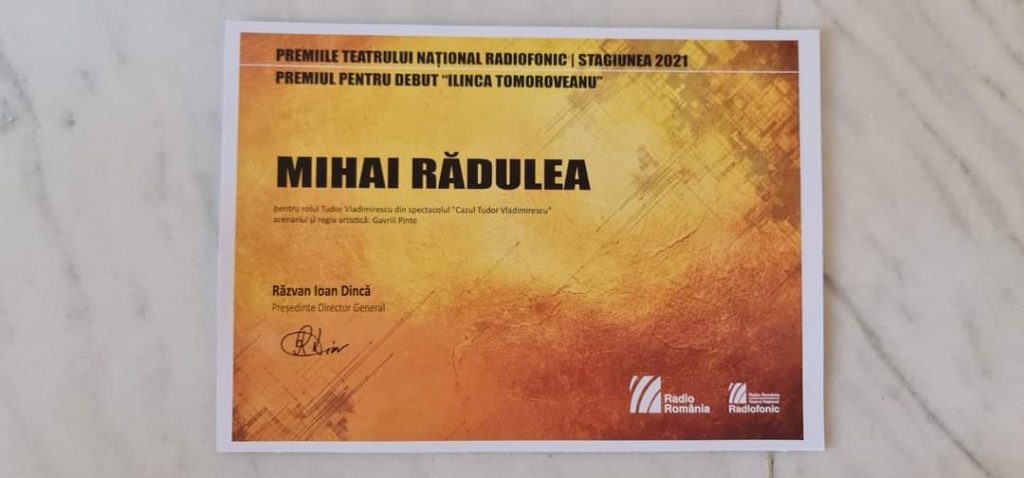 PREMIILE TEATRULUI NAȚIONAL RADIOFONIC | STAGIUNEA 2021
PREMIUL PENTRU DEBUT "ILINCA TOMOROVEANU"
MIHAI RĂDULEA
pentru rolul Tudor Vladimirescu din spectacolul "Cazul Tudor Vladimirescu"
scenariul și regia artistică: Gavriil Pinte
Răzvan Ioan Dincă
Președinte Director General
Radio
România
Radiofonic